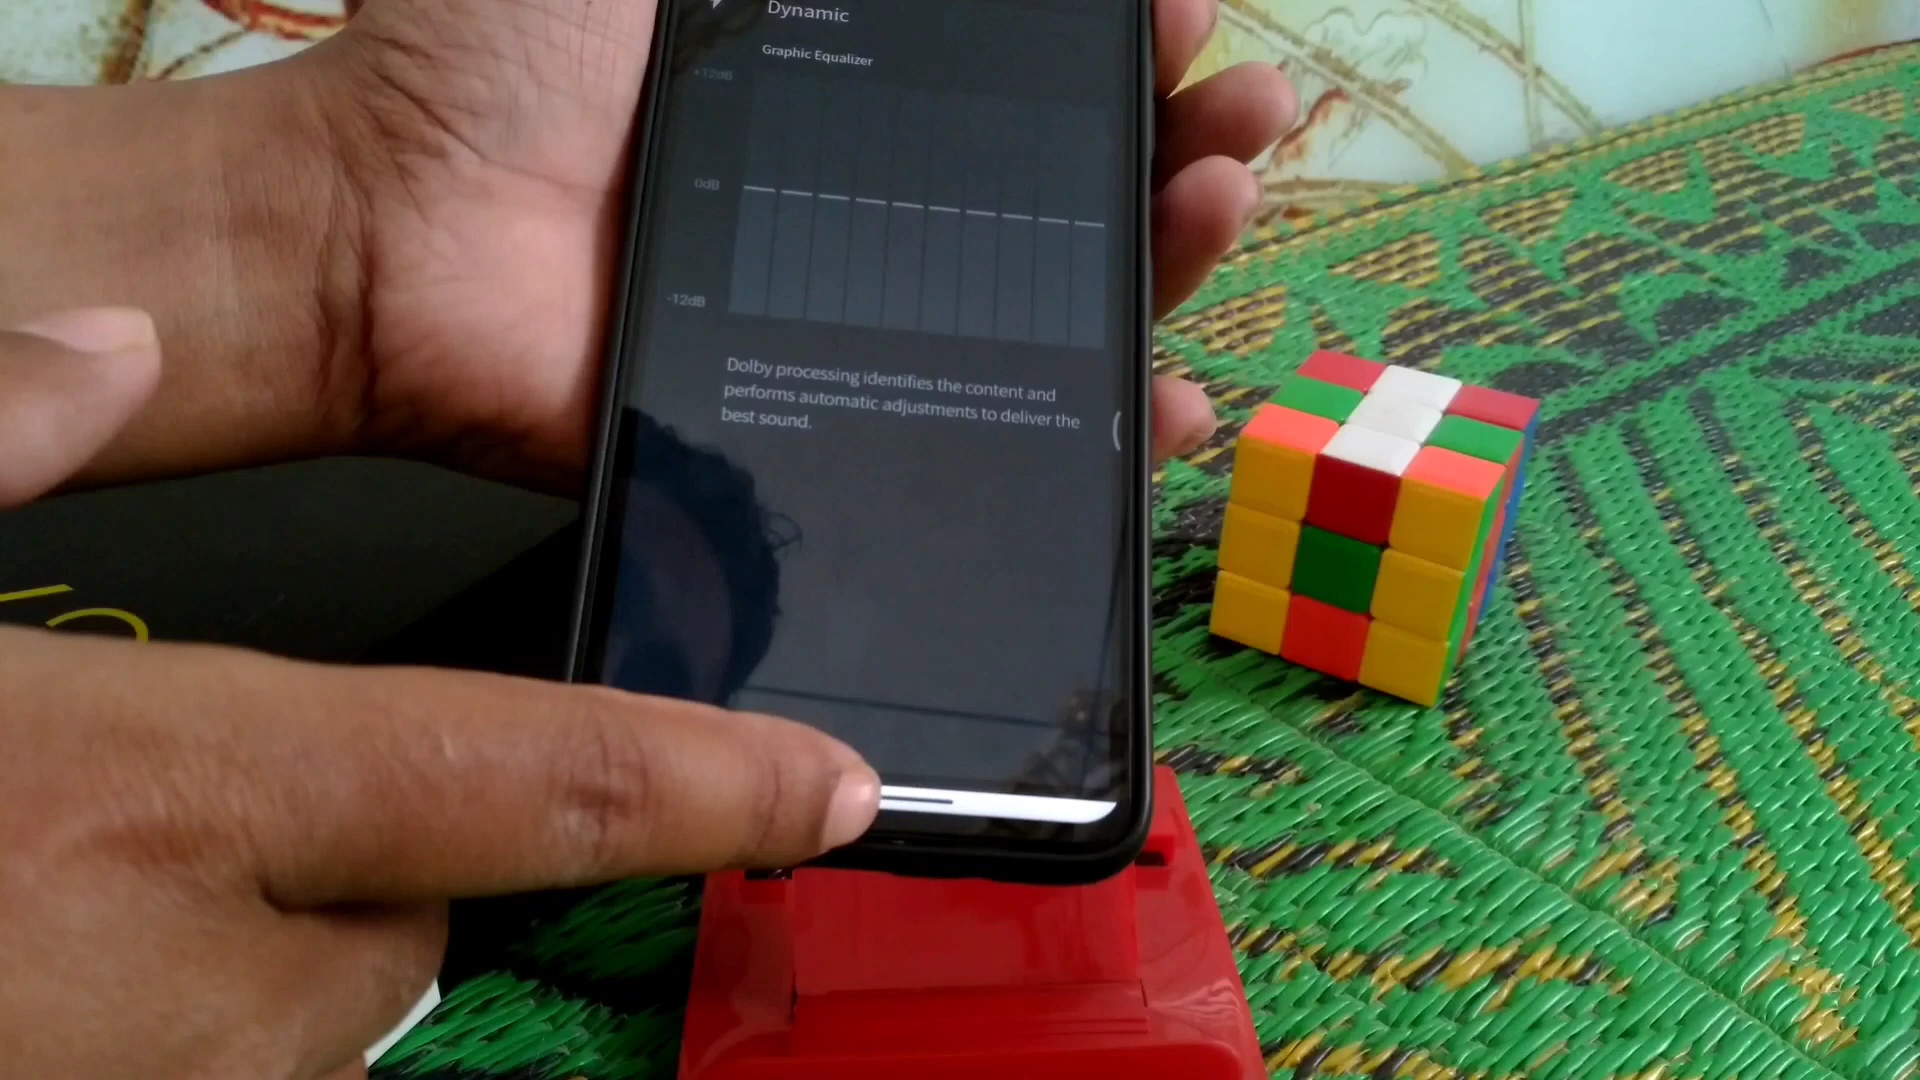 Dynamic
Graphic Equalizer
+12dB
0dB
-12dB
Dolby processing identifies the content and
performs automatic adjustments to deliver the
best sound.